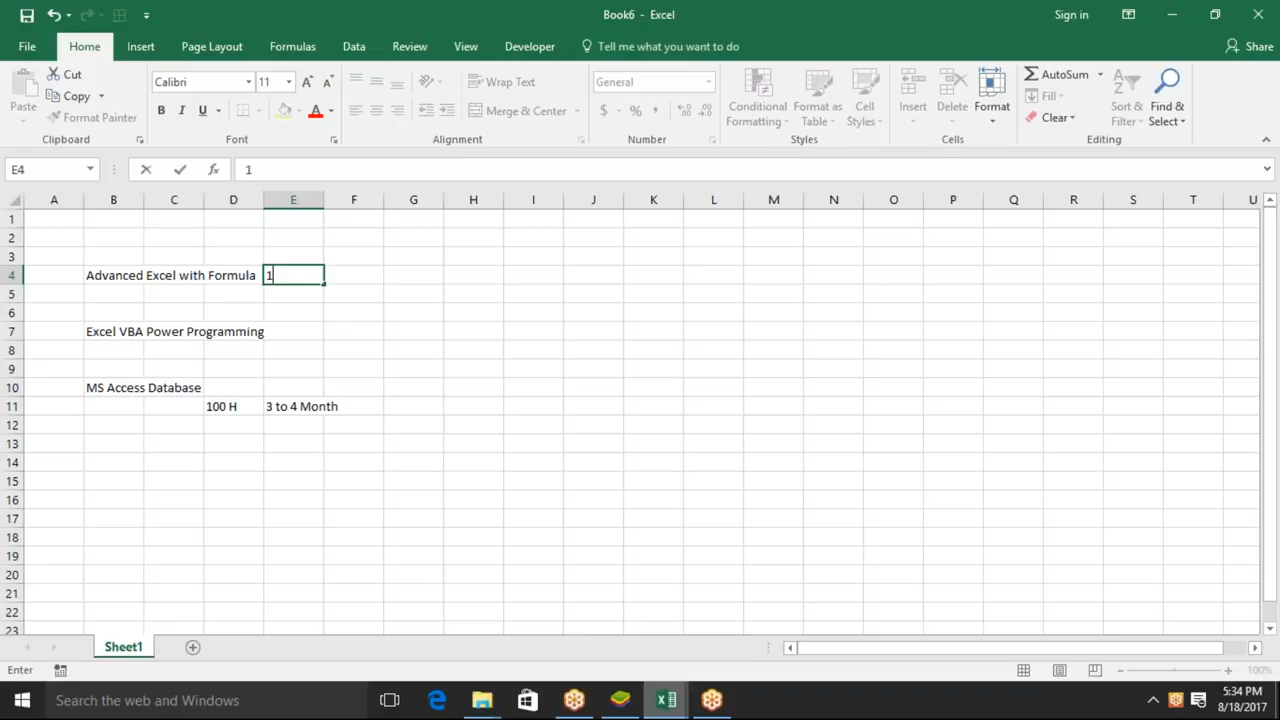 Book6 - Excel
Sign in
File Home Insert Page Layout Formulas Data Review View Developer Tell me what you want to do Share
Cut
Copy
Format Painter
Paste
Clipboard
Calibri 11
B I U
Font
Wrap Text
Merge & Center
Alignment
General
$ % ,
Number
Conditional Formatting
Format as Table
Cell Styles
Styles
Insert Delete Format
Cells
AutoSum
Fill
Clear
Sort & Filter
Find & Select
Editing
E4 fx 1
A B C D E F G H I J K L M N O P Q R S T U
1
2
3
4 Advanced Excel with Formula 1
5
6
7 Excel VBA Power Programming
8
9
10 MS Access Database
11 100 H 3 to 4 Month
12
13
14
15
16
17
18
19
20
21
22
23
Sheet1
Enter 100%
Search the web and Windows
5:34 PM
8/18/2017